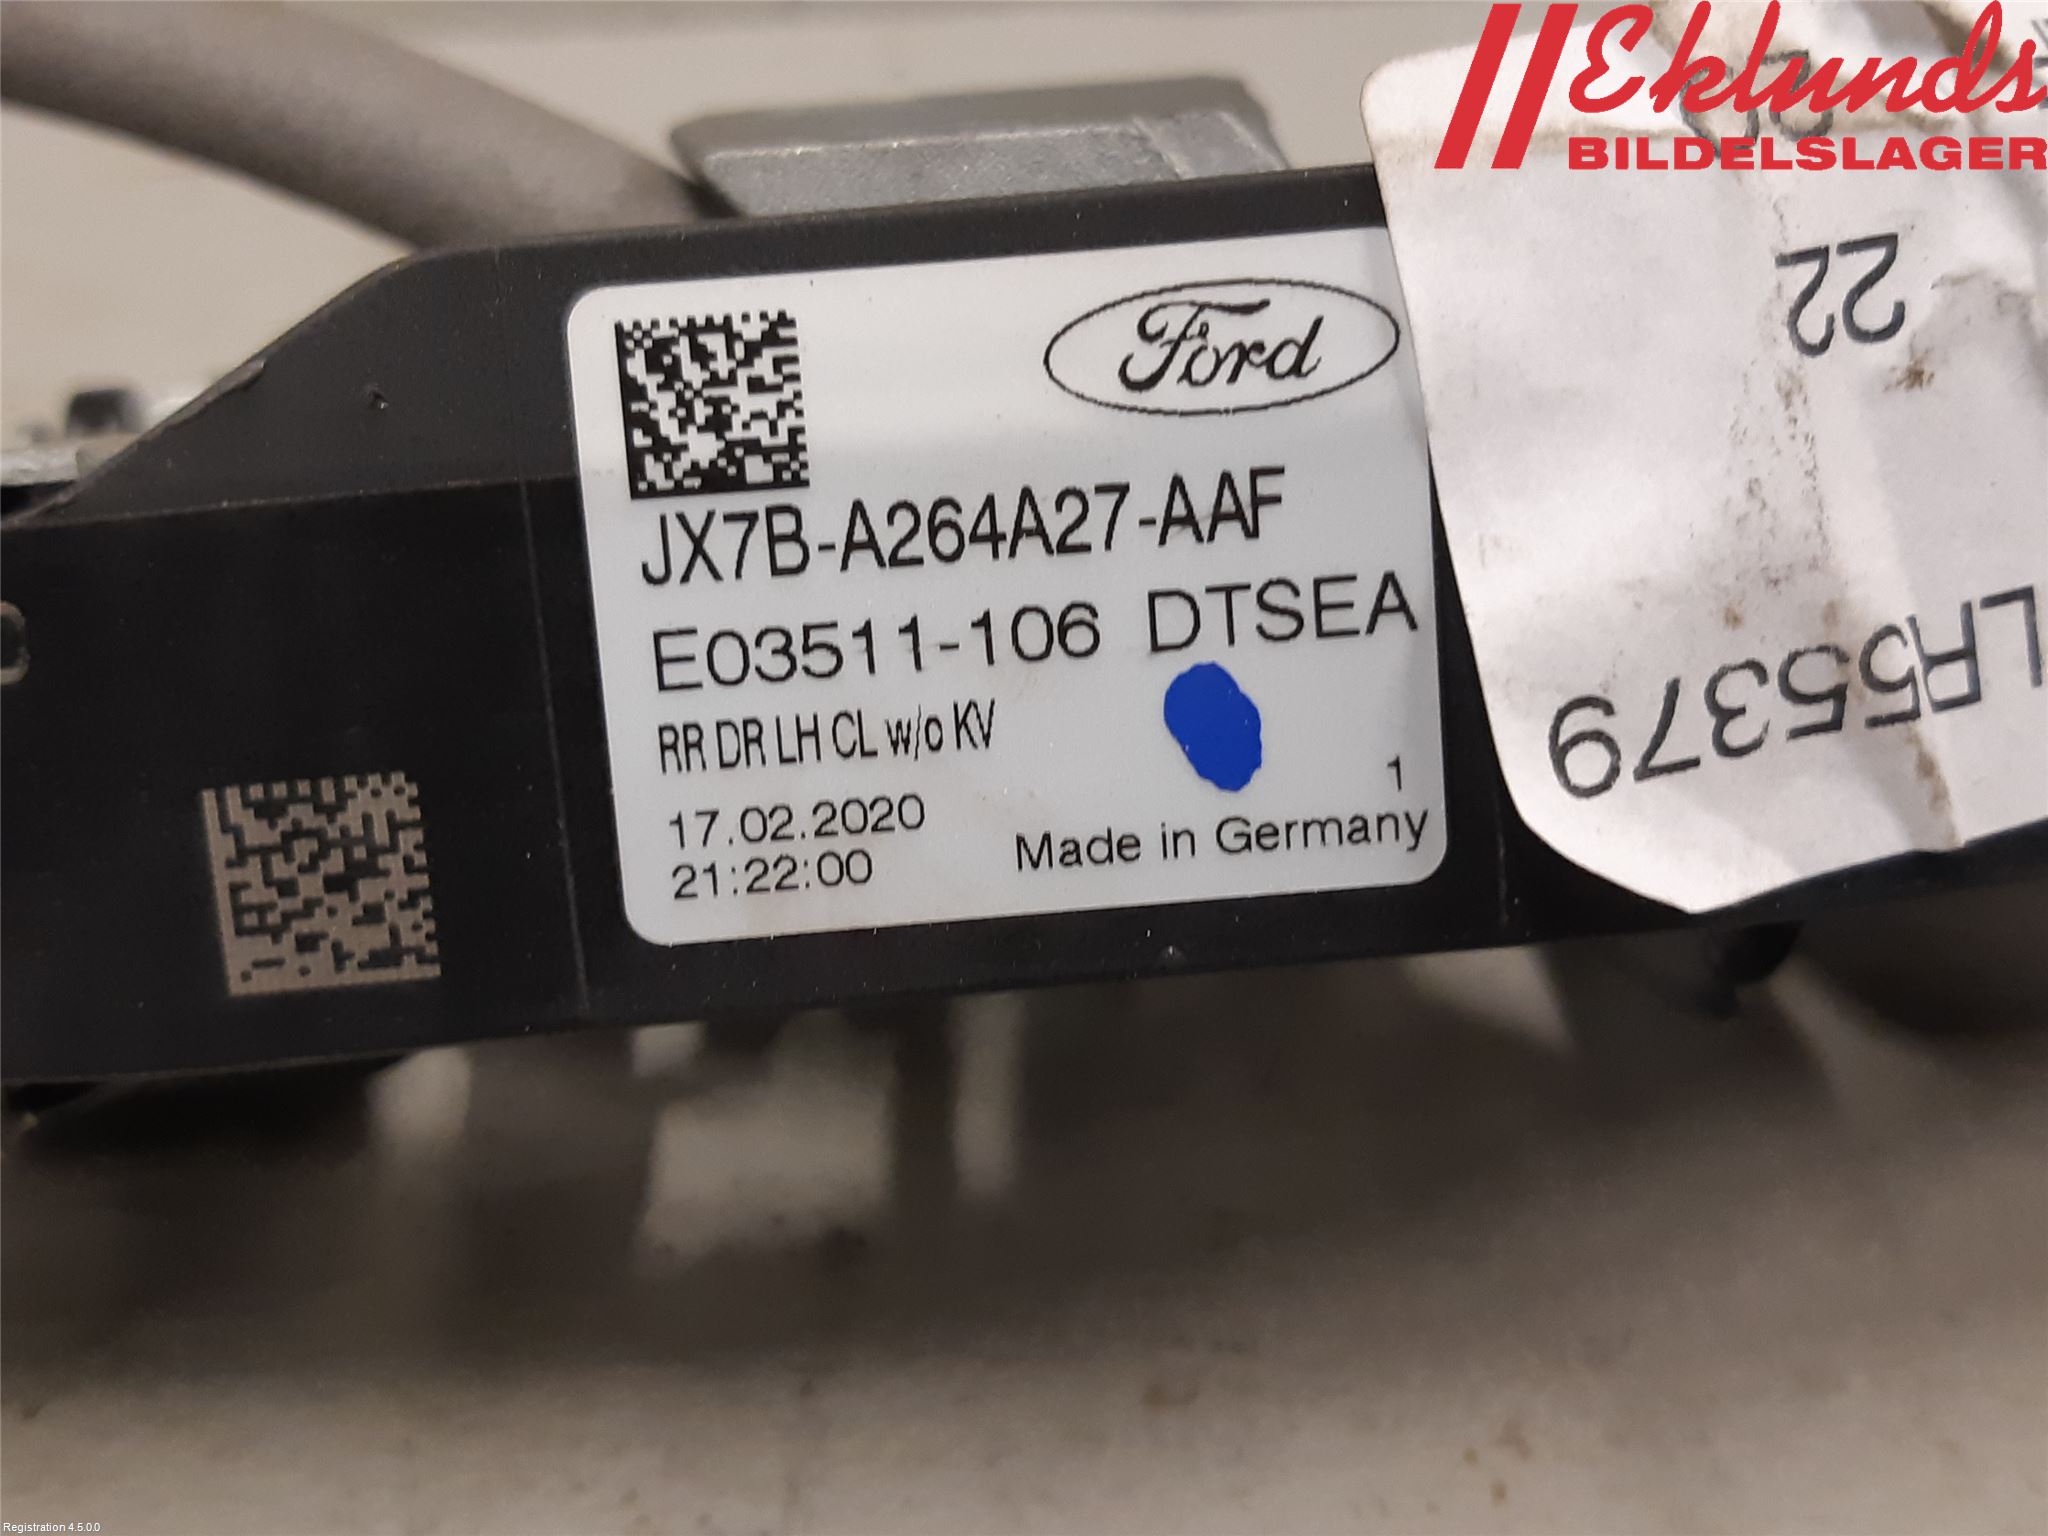 Eklunds
BILDELSLAGER
22
LA55379
Ford
JX7B-A264A27-AAF
E03511-106 DTSEA
RR DR LH CL w/o KV
1
17.02.2020
21:22:00
Made in Germany
Registration 4.5.0.0